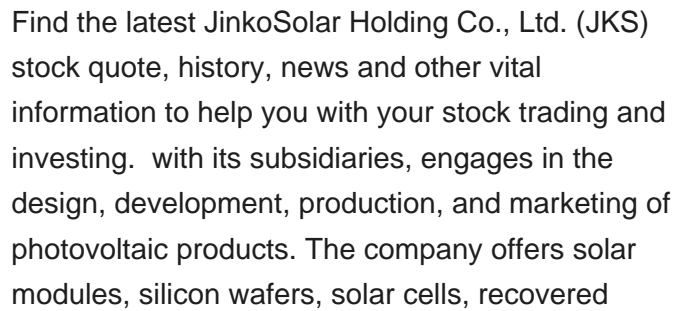 Find the latest JinkoSolar Holding Co., Ltd. (JKS)
stock quote, history, news and other vital
information to help you with your stock trading and
investing.  with its subsidiaries, engages in the
design, development, production, and marketing of
photovoltaic products. The company offers solar
modules, silicon wafers, solar cells, recovered